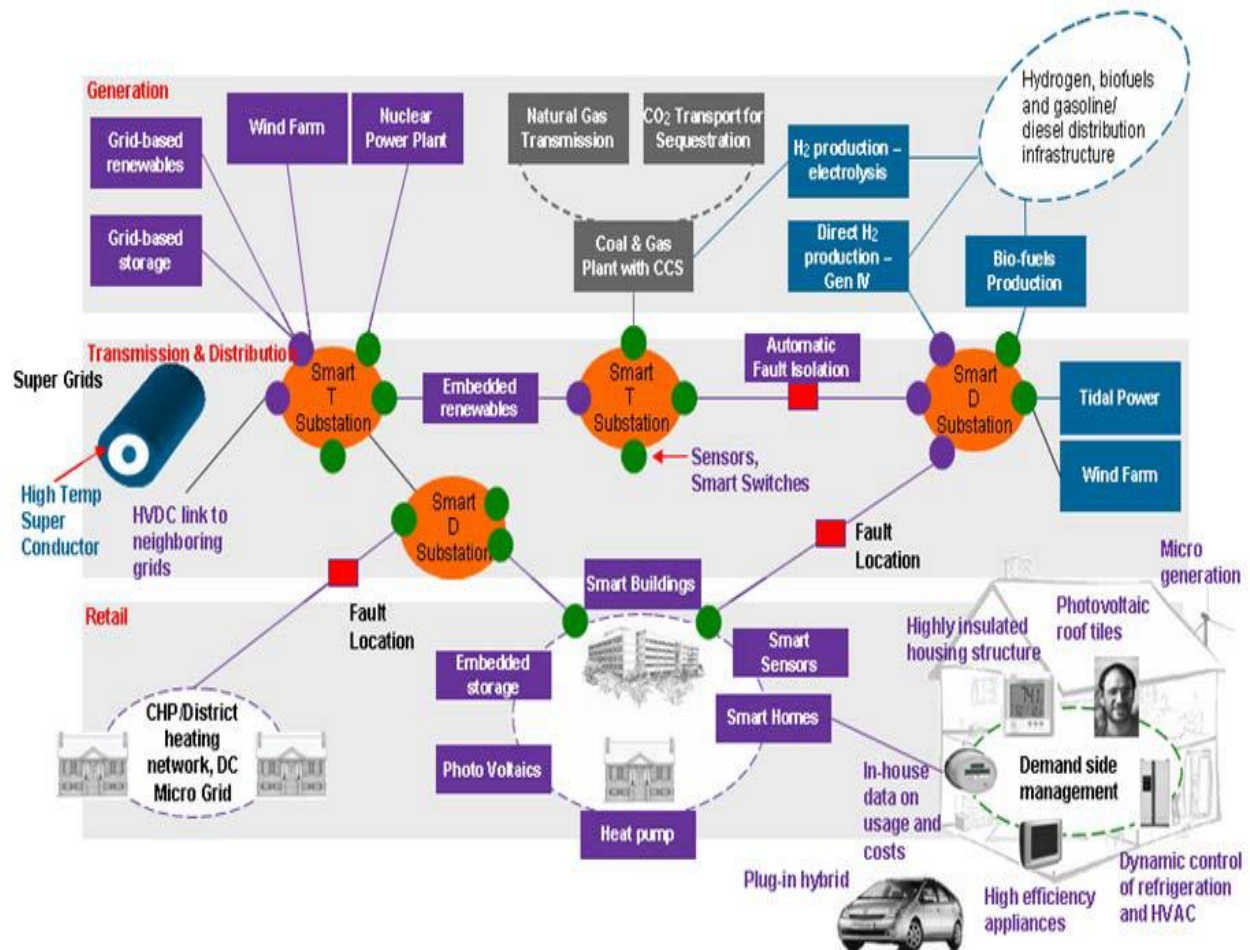 Generation
Grid-based
renewables
Wind Farm
Nuclear
Power Plant
Natural Gas
Transmission
CO2 Transport for
Sequestration
H2 production –
electrolysis
Hydrogen, biofuels
and gasoline/
diesel distribution
infrastructure
Grid-based
storage
Coal & Gas
Plant with CCS
Direct H2
production –
Gen IV
Bio-fuels
Production
Transmission & Distribution
Super Grids
High Temp
Super
Conductor
HVDC link to
neighboring
grids
Smart
T
Substation
Embedded
renewables
Smart
T
Substation
Automatic
Fault Isolation
Smart
D
Substation
Tidal Power
Wind Farm
Sensors,
Smart Switches
Smart
D
Substation
Fault
Location
Fault
Location
Retail
CHP/District
heating
network, DC
Micro Grid
Smart Buildings
Embedded
storage
Smart
Sensors
Smart Homes
Photo Voltaics
Heat pump
Micro
generation
Photovoltaic
roof tiles
Highly insulated
housing structure
74.1
Demand side
management
In-house
data on
usage and
costs
Plug-in hybrid
High efficiency
appliances
Dynamic control
of refrigeration
and HVAC